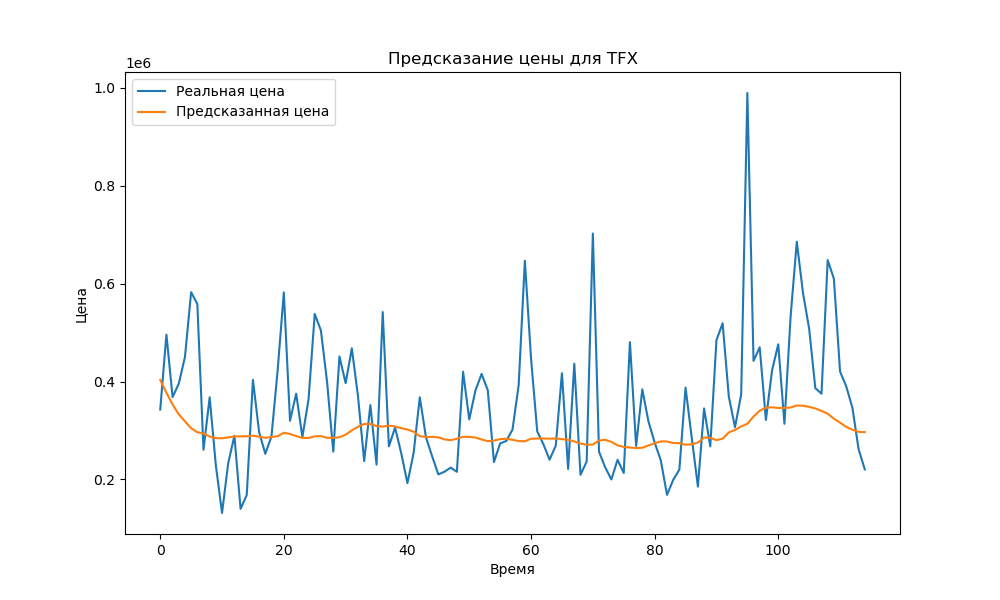 Предсказание цены для TFX
1e6
Реальная цена
Предсказанная цена
1.0
0.8
0.6
0.4
0.2
Цена
0 20 40 60 80 100
Время